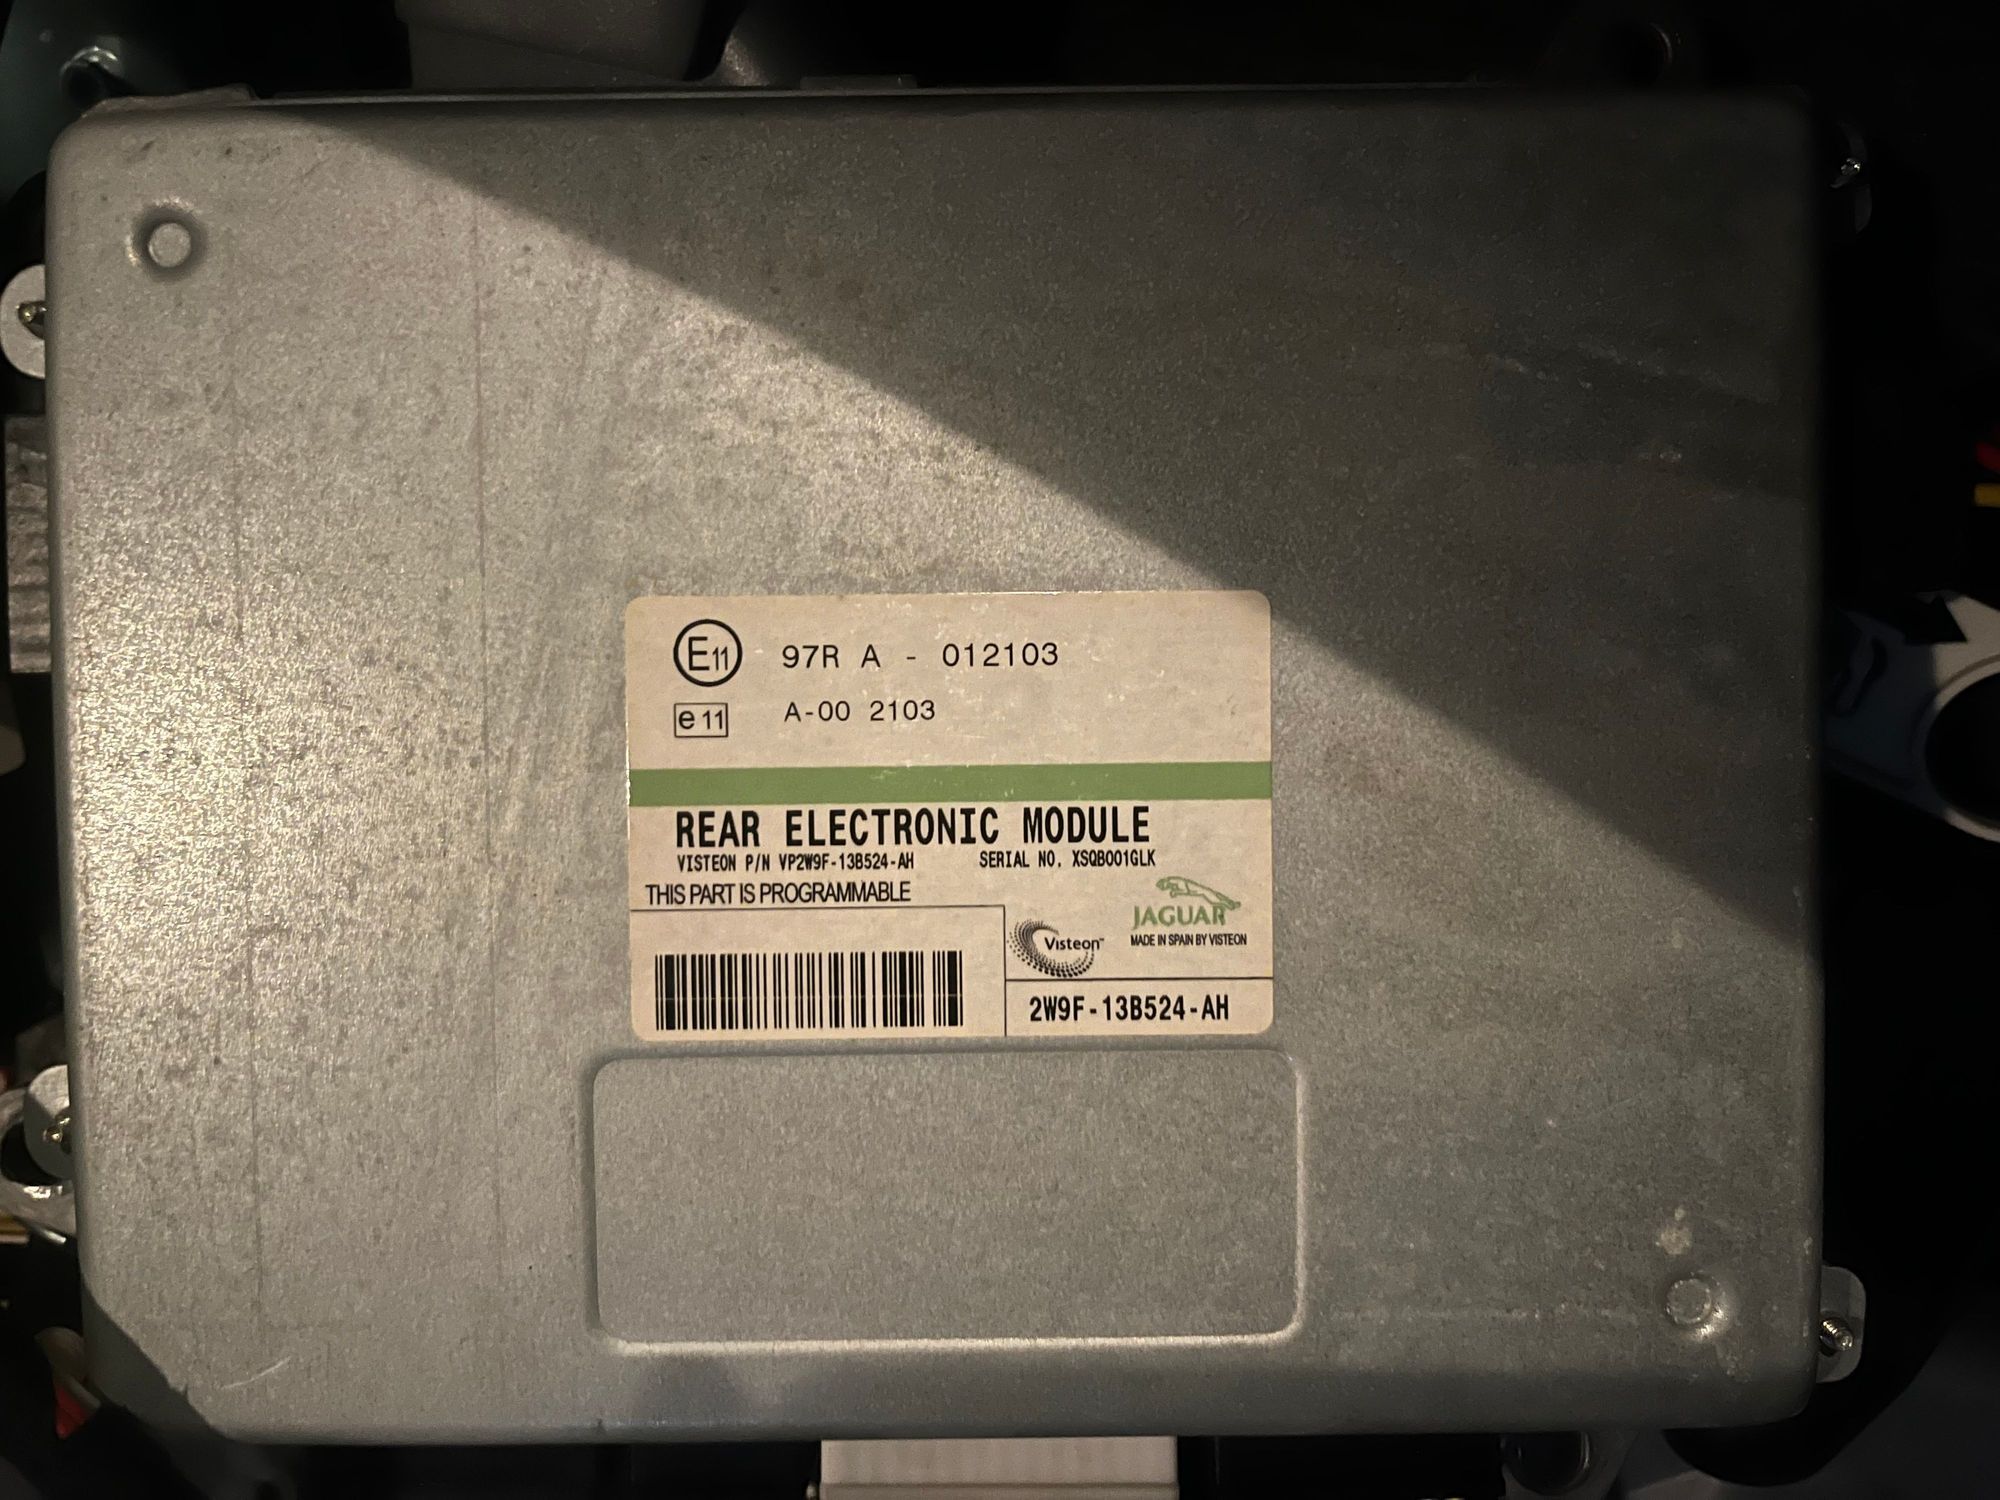 E11 97R A - 012103
e11 A-00 2103
REAR ELECTRONIC MODULE
VISTEON P/N VP2W9F-13B524-AH SERIAL NO. XSQB001GLK
THIS PART IS PROGRAMMABLE
JAGUAR
Visteon™ MADE IN SPAIN BY VISTEON
2W9F-13B524-AH